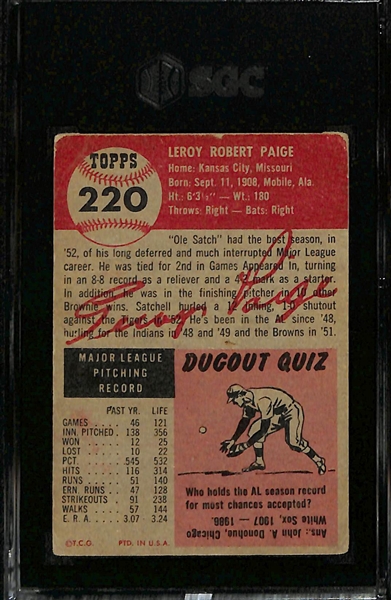 SGC
TOPPS
220
LEROY ROBERT PAIGE
Home: Kansas City, Missouri
Born: Sept. 11, 1908, Mobile, Ala.
Ht.: 6'3½" — Wt.: 180
Throws: Right — Bats: Right
"Ole Satch" had the best season, in
'52, of his long deferred and much interrupted Major League
career. He was tied for 2nd in Games Appeared In, turning
in an 8-8 record as a reliever and a 4-2 mark as a starter.
In addition, he was in the finishing pitcher in 10 other
Brownie wins. Satchell hurled a 12 inning, 1-0 shutout
against the Tigers in '52. He's been in the AL since '48,
hurling for the Indians in '48 and '49 and the Browns in '51.
MAJOR LEAGUE
PITCHING
RECORD
PAST YR. LIFE
GAMES 46 121
INN. PITCHED 138 356
WON 12 25
LOST 10 22
PCT. .545 .532
HITS 116 314
RUNS 51 140
ERN. RUNS 47 128
STRIKEOUTS 91 238
WALKS 57 144
E. R. A. 3.07 3.24
©T.C.G. PTD. IN U.S.A.
DUGOUT QUIZ
Who holds the AL season record
for most chances accepted?
Ans.: John A. Donohue, Chicago
White Sox, 1907 – 1986.